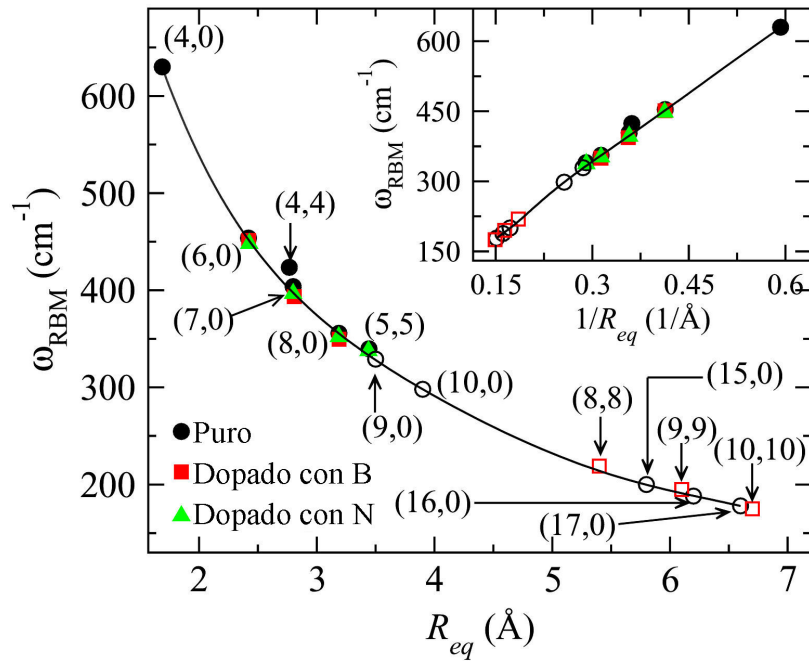 (4,0)
600
500
400
300
200
ω_RBM (cm⁻¹)
(4,4)
(6,0)
(7,0)
(8,0)
(5,5)
(9,0)
(10,0)
(8,8)
(15,0)
(9,9)
(10,10)
(16,0)
(17,0)
Puro
Dopado con B
Dopado con N
2 3 4 5 6 7
R_eq (Å)
600
450
300
150
ω_RBM (cm⁻¹)
0.15 0.3 0.45 0.6
1/R_eq (1/Å)